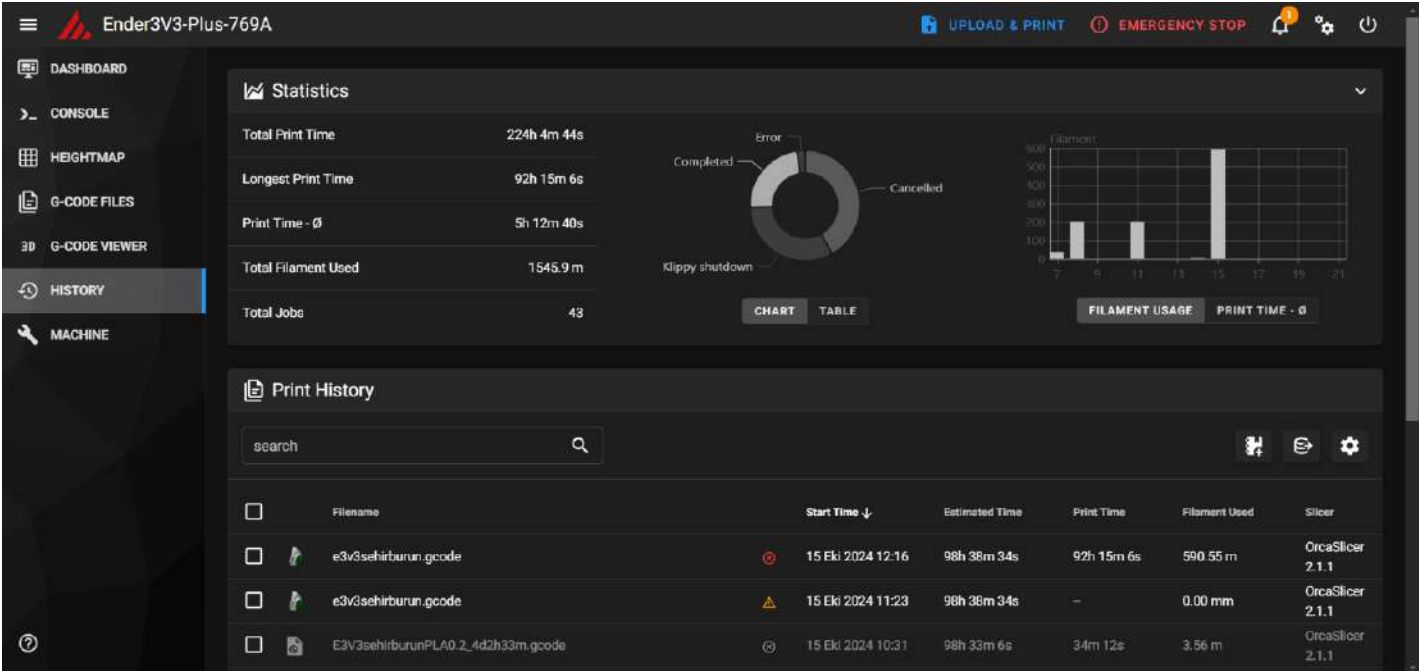 Ender3V3-Plus-769A
UPLOAD & PRINT
EMERGENCY STOP
1
DASHBOARD
CONSOLE
HEIGHTMAP
G-CODE FILES
3D G-CODE VIEWER
HISTORY
MACHINE
Statistics
Total Print Time 224h 4m 44s
Longest Print Time 92h 15m 6s
Print Time - Ø 5h 12m 40s
Total Filament Used 1545.9 m
Total Jobs 43
Error
Completed
Cancelled
Klippy shutdown
CHART TABLE
Filament
600
500
400
300
200
100
0
7 9 11 13 15 17 19 21
FILAMENT USAGE PRINT TIME - Ø
Print History
search
Filename Start Time Estimated Time Print Time Filament Used Slicer
e3v3sehirburun.gcode 15 Eki 2024 12:16 98h 38m 34s 92h 15m 6s 590.55 m OrcaSlicer
2.1.1
e3v3sehirburun.gcode 15 Eki 2024 11:23 98h 38m 34s – 0.00 mm OrcaSlicer
2.1.1
E3V3sehirburunPLA0.2_4d2h33m.gcode 15 Eki 2024 10:31 98h 33m 6s 34m 12s 3.56 m OrcaSlicer
2.1.1